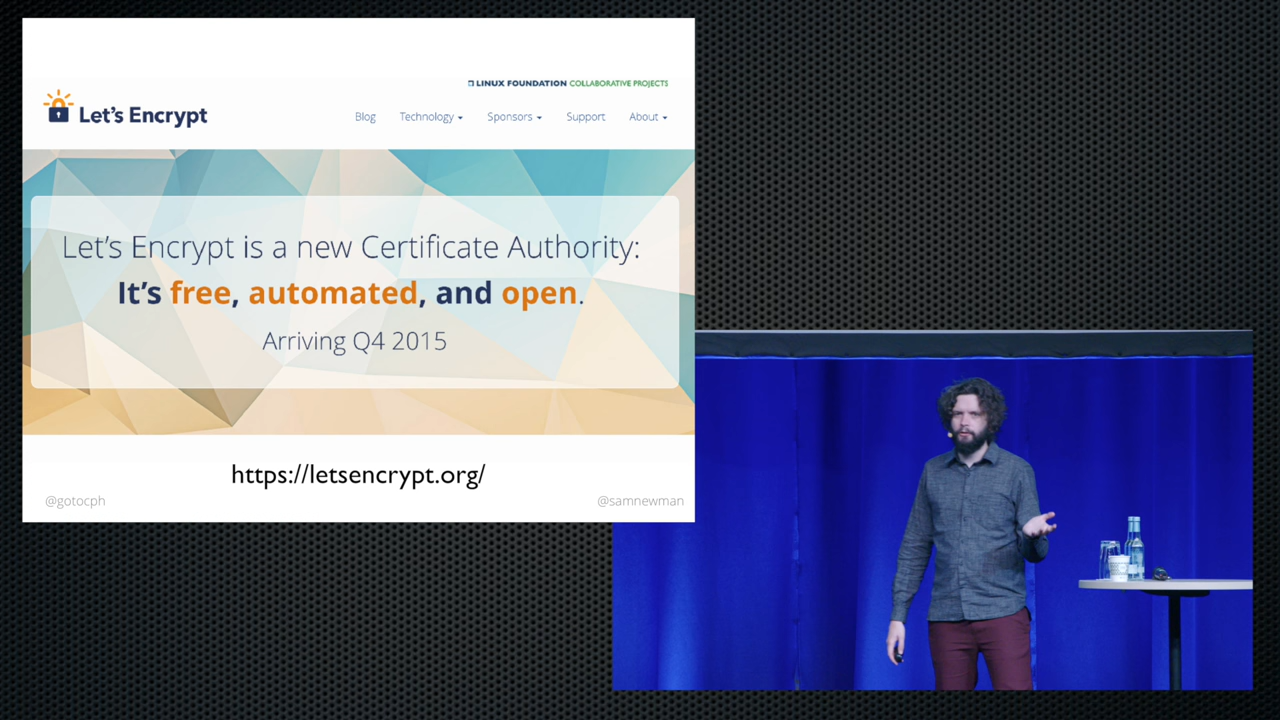 LINUX FOUNDATION COLLABORATIVE PROJECTS
Let's Encrypt
Blog Technology Sponsors Support About
Let's Encrypt is a new Certificate Authority:
It's free, automated, and open.
Arriving Q4 2015
https://letsencrypt.org/
@gotocph @samnewman